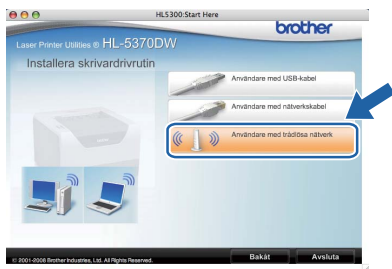 HL5300:Start Here
brother
Laser Printer Utilities ® HL-5370DW
Installera skrivardrivrutin
Användare med USB-kabel
Användare med nätverkskabel
Användare med trådlösa nätverk
© 2001-2008 Brother Industries, Ltd. All Rights Reserved.
Bakåt
Avsluta